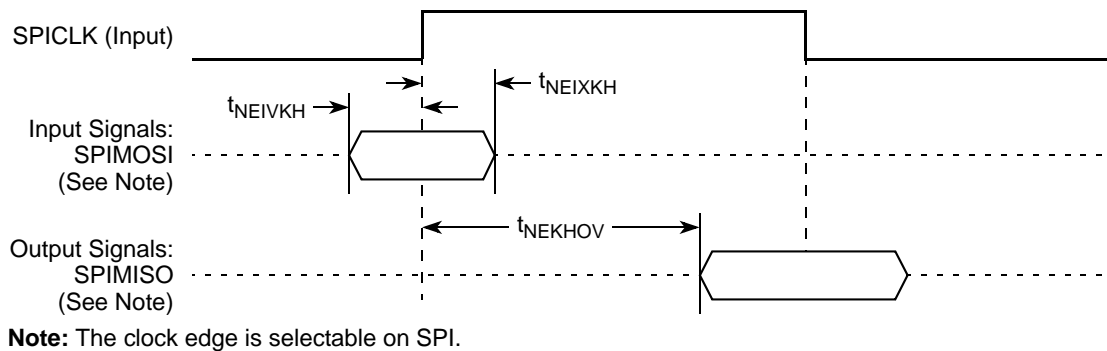 SPICLK (Input)
tNEIVKH
tNEIXKH
Input Signals:
SPIMOSI
(See Note)
tNEKHOV
Output Signals:
SPIMISO
(See Note)
Note: The clock edge is selectable on SPI.